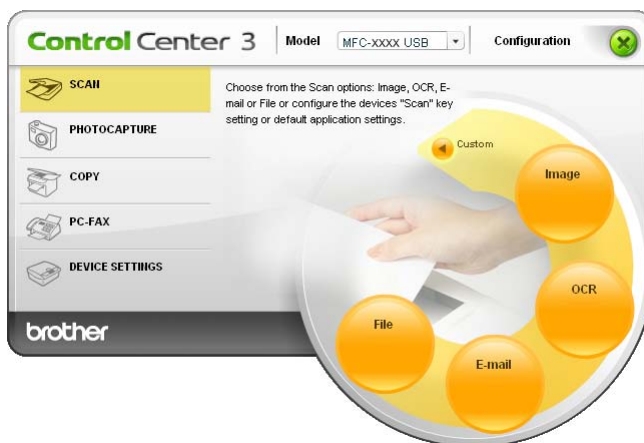 Control Center 3
Model
MFC-XXXX USB
Configuration
SCAN
PHOTOCAPTURE
COPY
PC-FAX
DEVICE SETTINGS
brother
Choose from the Scan options: Image, OCR, E-
mail or File or configure the devices "Scan" key
setting or default application settings.
Custom
Image
OCR
E-mail
File